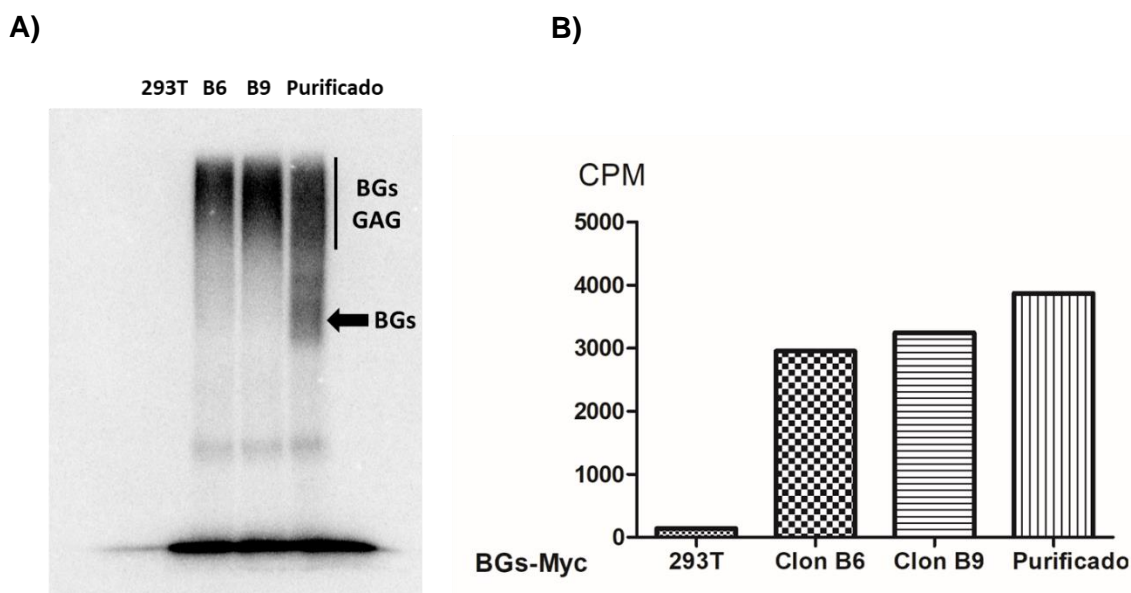 A)
B)
293T B6 B9 Purificado
BGs
GAG
BGs
CPM
5000
4000
3000
2000
1000
0
BGs-Myc 293T Clon B6 Clon B9 Purificado